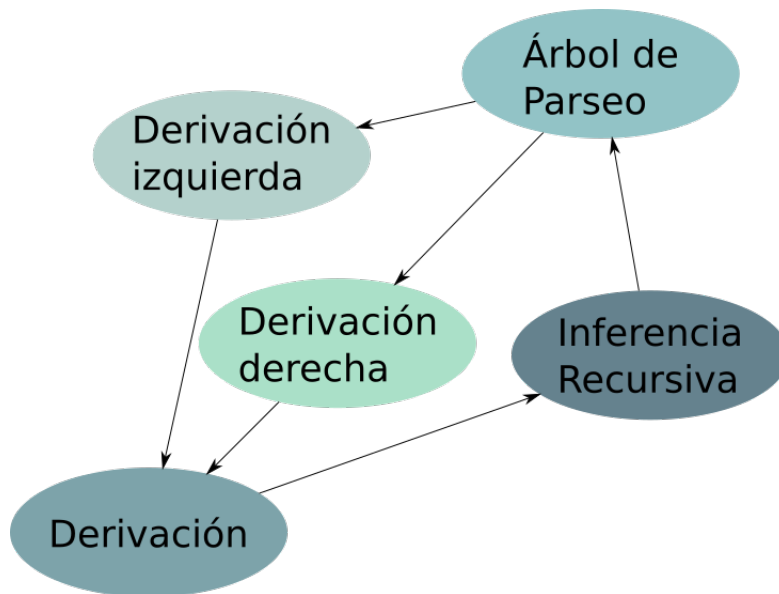 Árbol de
Parseo
Derivación
izquierda
Derivación
derecha
Inferencia
Recursiva
Derivación